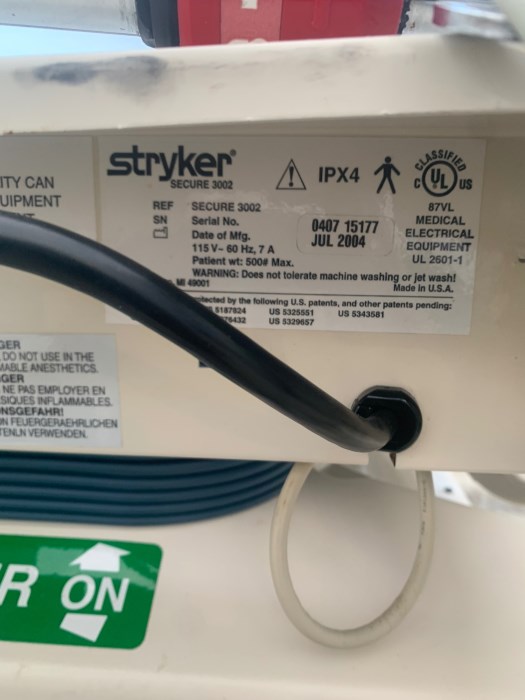 ITY CAN
UIPMENT
stryker®
SECURE 3002
IPX4
CLASSIFIED
C UL US
REF SECURE 3002
SN Serial No. 0407 15177
Date of Mfg. JUL 2004
115 V~ 60 Hz, 7 A
Patient wt: 500# Max.
WARNING: Does not tolerate machine washing or jet wash!
MI 49001
Made in U.S.A.
87VL
MEDICAL
ELECTRICAL
EQUIPMENT
UL 2601-1
tected by the following U.S. patents, and other patents pending:
5187824 US 5325551 US 5343581
76432 US 5329657
GER
DO NOT USE IN THE
MABLE ANESTHETICS.
GER
NE PAS EMPLOYER EN
SIQUES INFLAMMABLES.
NSGEFAHR!
IN FEUERGERAEHRLICHEN
TENLN VERWENDEN.
R ON